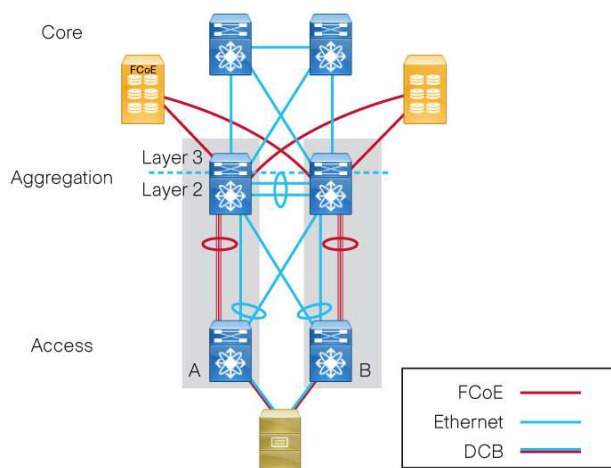 Core
FCoE
Layer 3
Aggregation
Layer 2
Access
A
B
FCoE
Ethernet
DCB